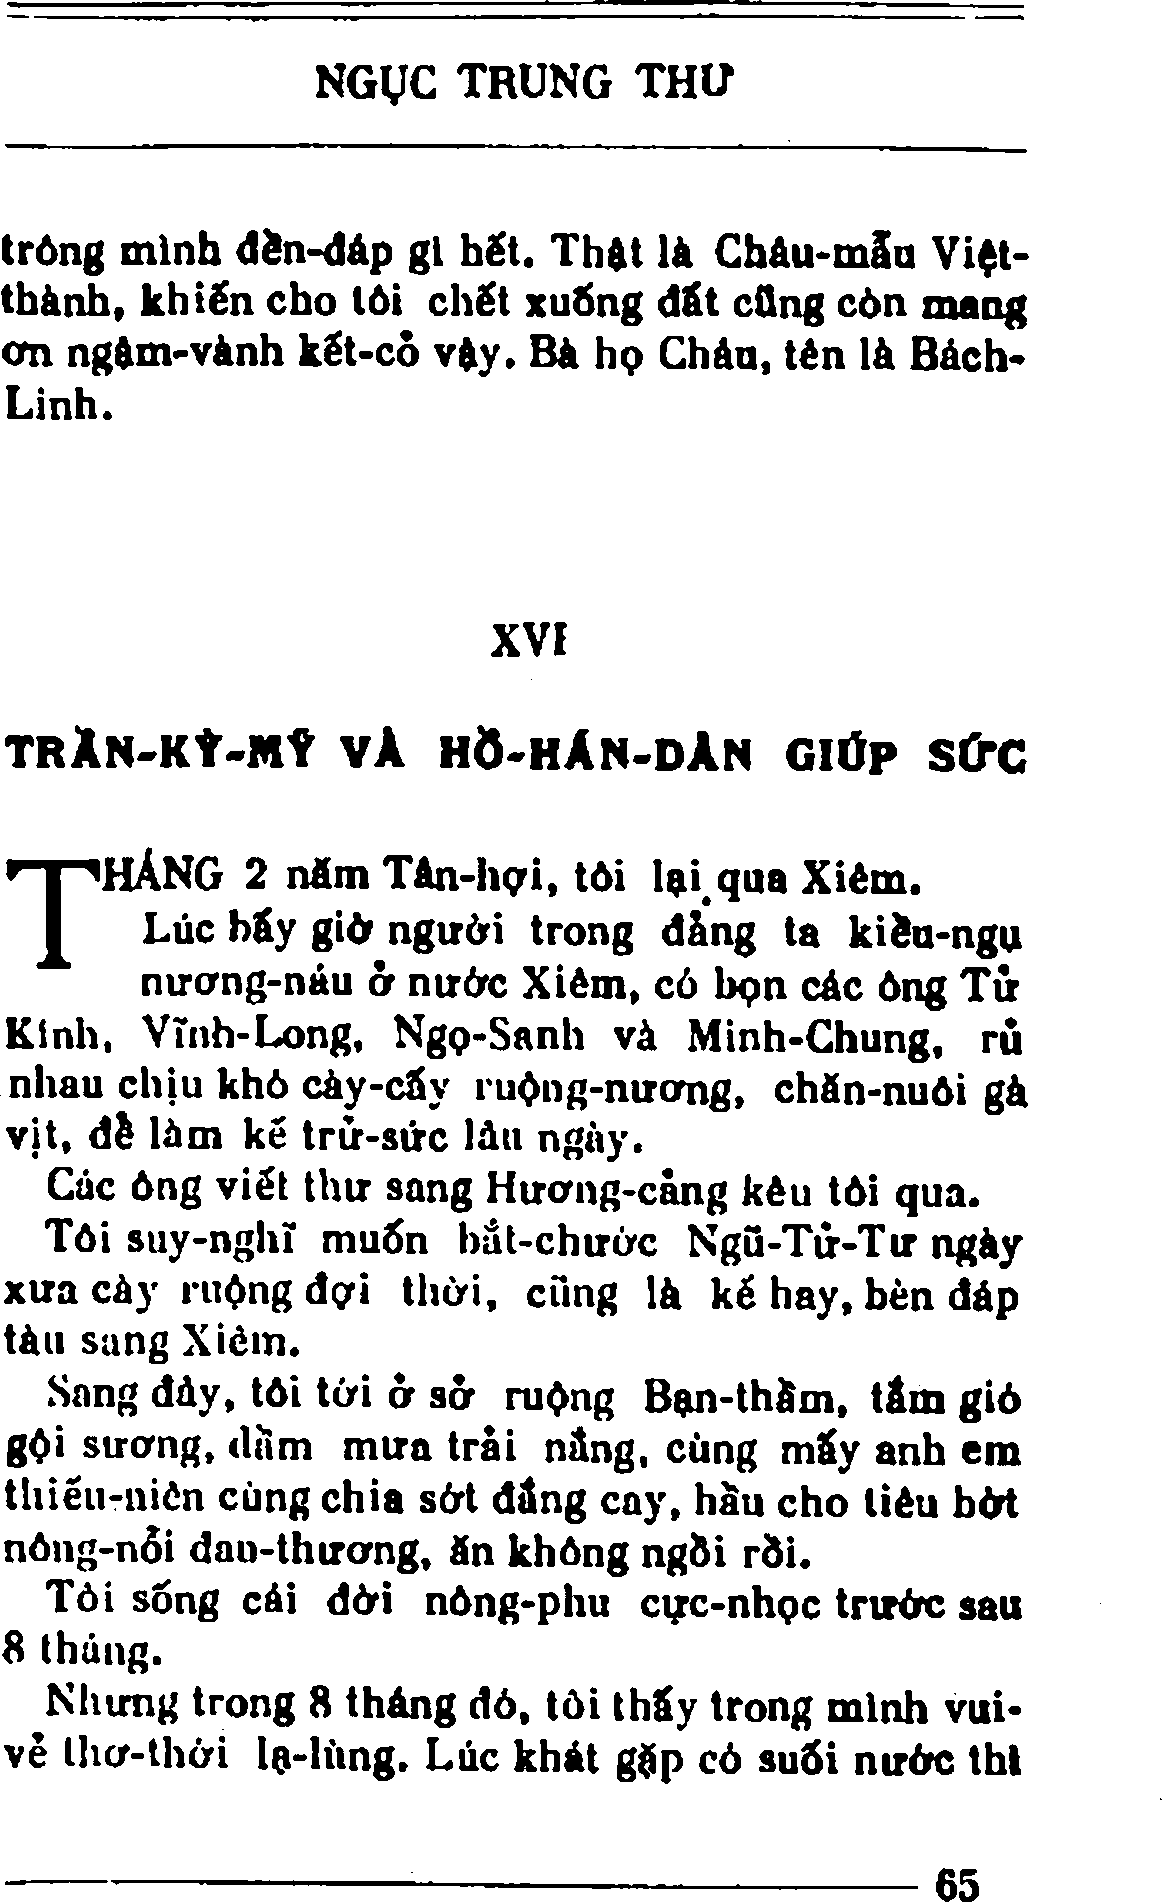 NGỤC TRUNG THƯ
trông mình đền-đáp gì hết. Thật là Châu-mẫu Việt-
thành, khiến cho tôi chết xuống đất cũng còn mang
ơn ngậm-vành kết-cỏ vậy. Bà họ Châu, tên là Bách-
Linh.
XVI
TRẦN-KỲ-MỸ VÀ HỒ-HÁN-DÂN GIÚP SỨC
THÁNG 2 năm Tân-hợi, tôi lại qua Xiêm.
Lúc bấy giờ người trong đảng ta kiều-ngụ
nương-náu ở nước Xiêm, có bọn các ông Tử
Kính, Vĩnh-Long, Ngọ-Sanh và Minh-Chung, rủ
nhau chịu khó cày-cấy ruộng-nương, chăn-nuôi gà
vịt, để làm kế trữ-sức lâu ngày.
Các ông viết thư sang Hương-cảng kêu tôi qua.
Tôi suy-nghĩ muốn bắt-chước Ngũ-Tử-Tư ngày
xưa cày ruộng đợi thời, cũng là kế hay, bèn đáp
tàu sang Xiêm.
Sang đây, tôi tới ở sở ruộng Bạn-thầm, tắm gió
gội sương, dầm mưa trải nắng, cùng mấy anh em
thiếu-niên cùng chia sớt đắng cay, hầu cho tiêu bớt
nông-nỗi đau-thương, ăn không ngồi rồi.
Tôi sống cái đời nông-phu cực-nhọc trước sau
8 tháng.
Nhưng trong 8 tháng đó, tôi thấy trong mình vui-
vẻ thơ-thới lạ-lùng. Lúc khát gặp có suối nước thì
65